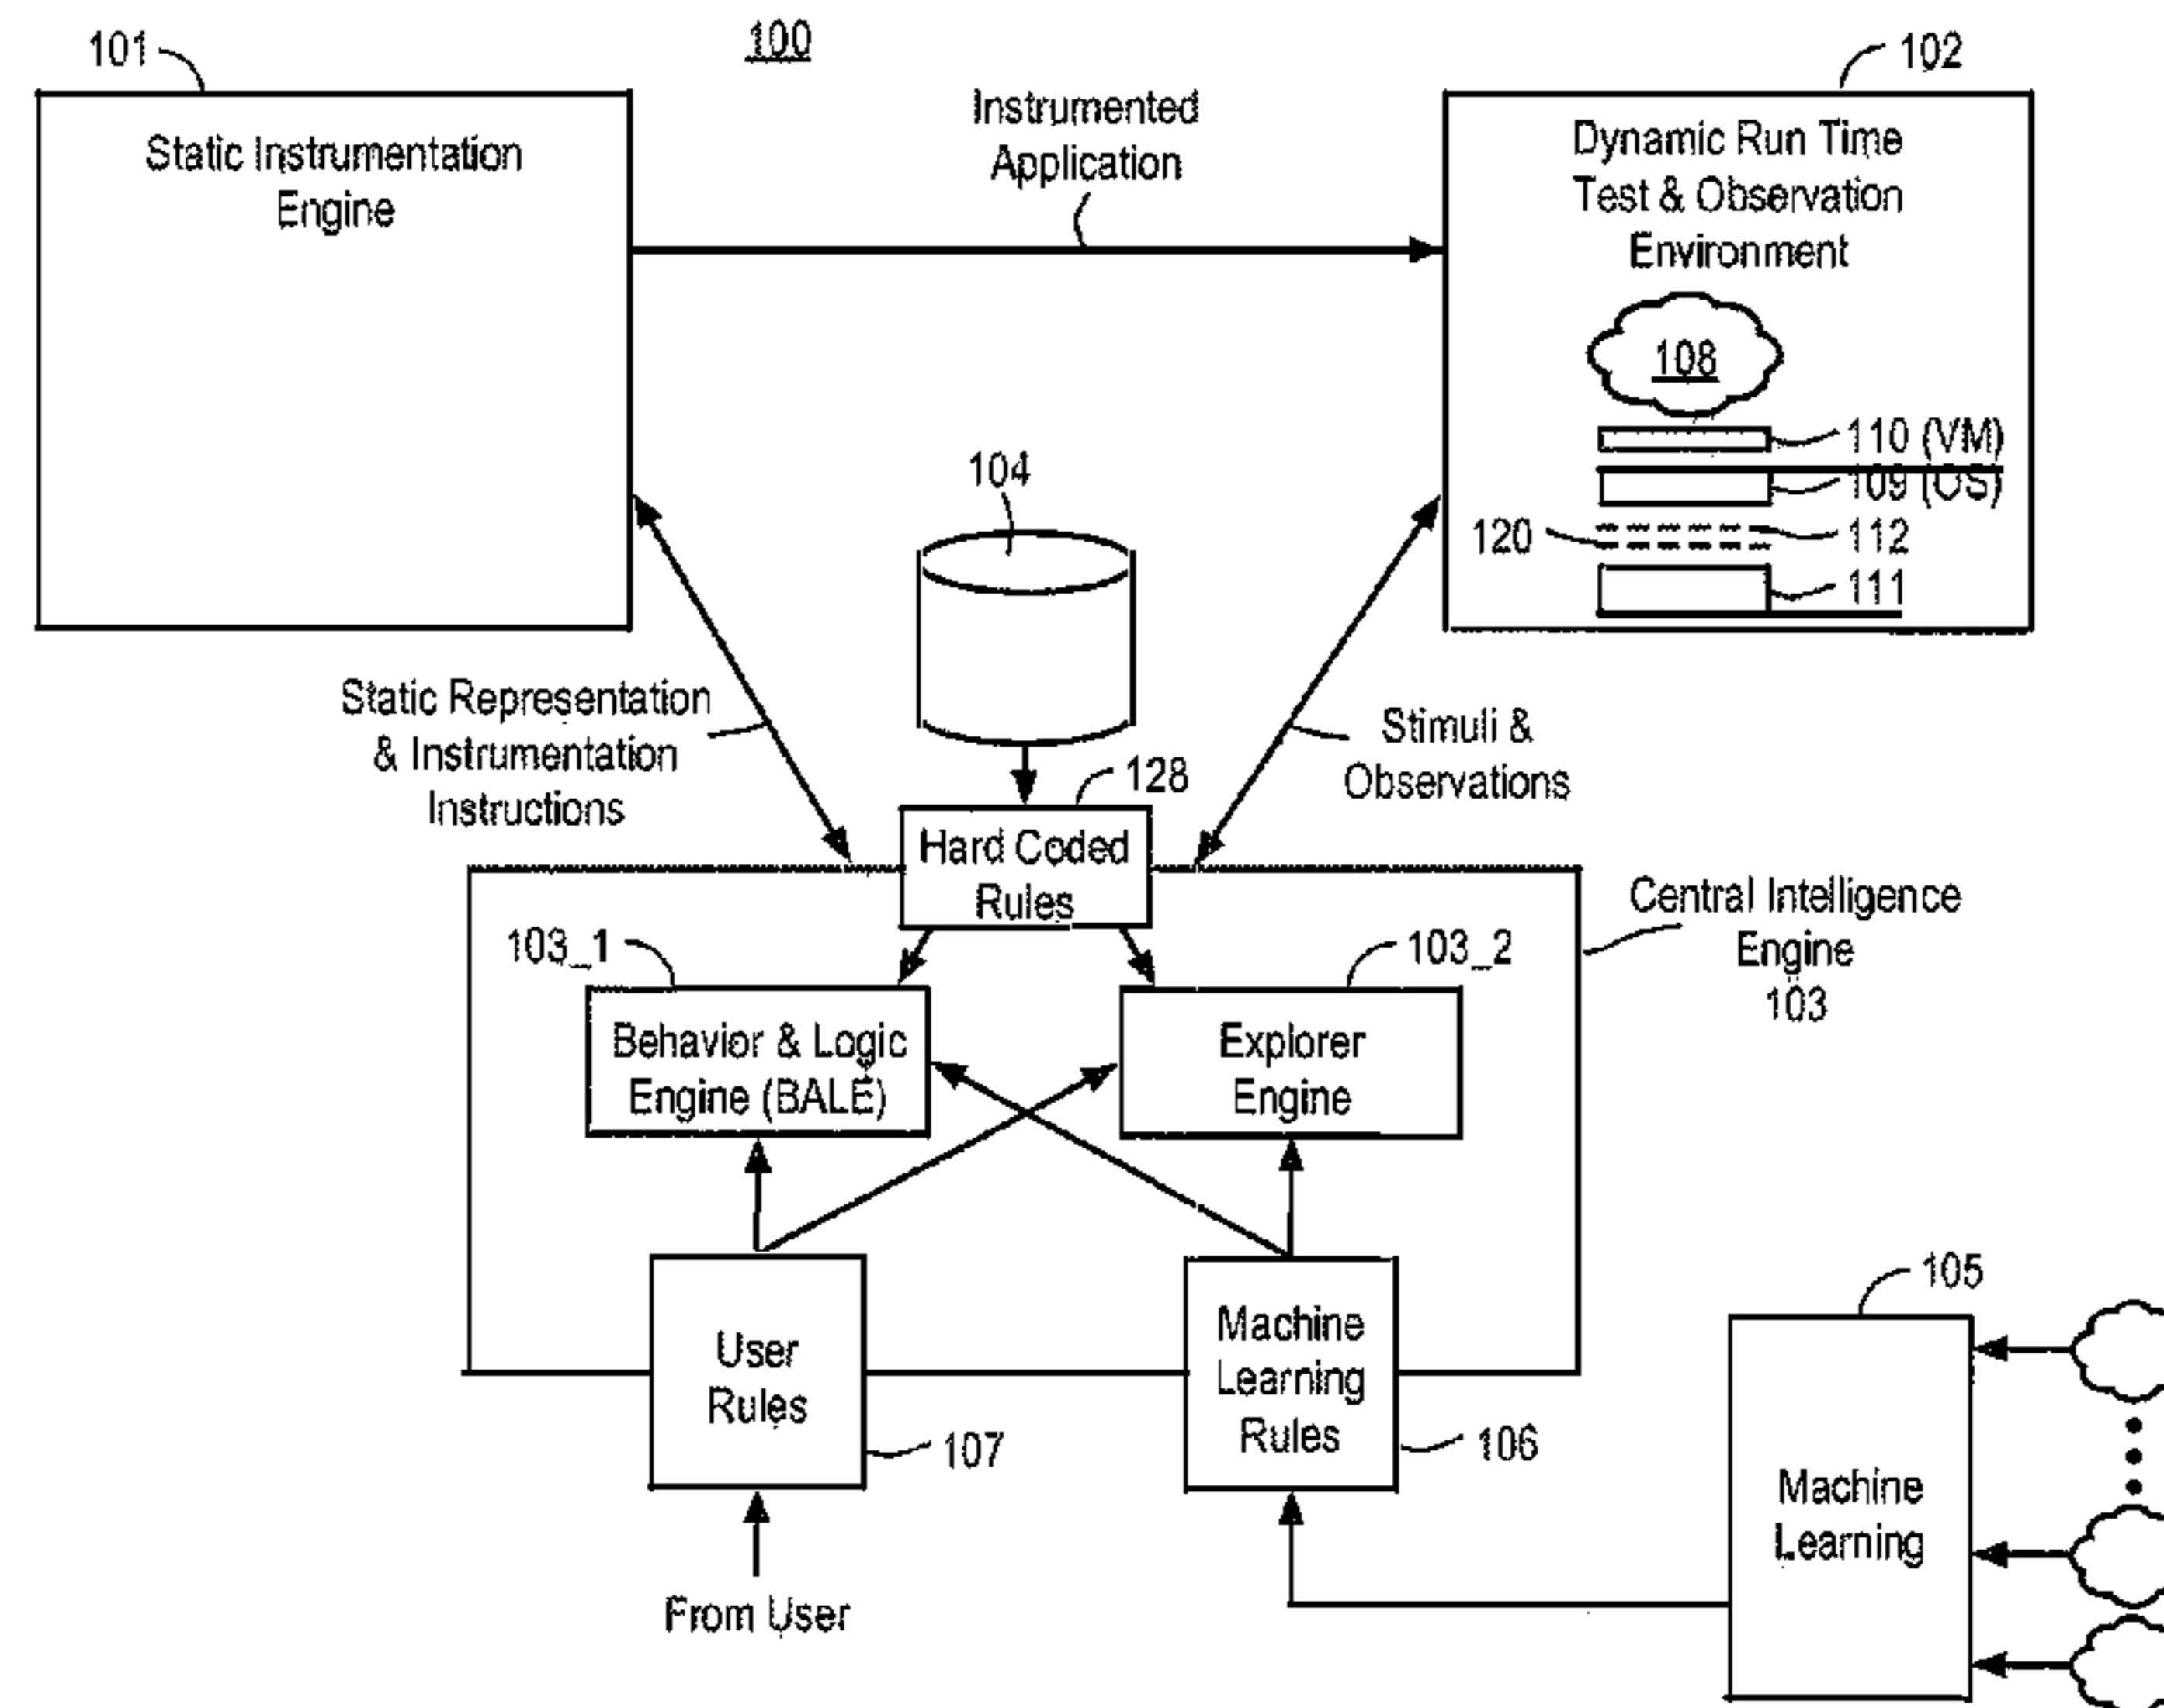 100
101
102
Static Instrumentation
Engine
Instrumented
Application
Dynamic Run Time
Test & Observation
Environment
108
110 (VM)
109 (OS)
120
112
111
104
Static Representation
& Instrumentation
Instructions
Stimuli &
Observations
128
Hard Coded
Rules
Central Intelligence
Engine
103
103_1
103_2
Behavior & Logic
Engine (BALE)
Explorer
Engine
User
Rules
107
Machine
Learning
Rules
106
105
Machine
Learning
From User